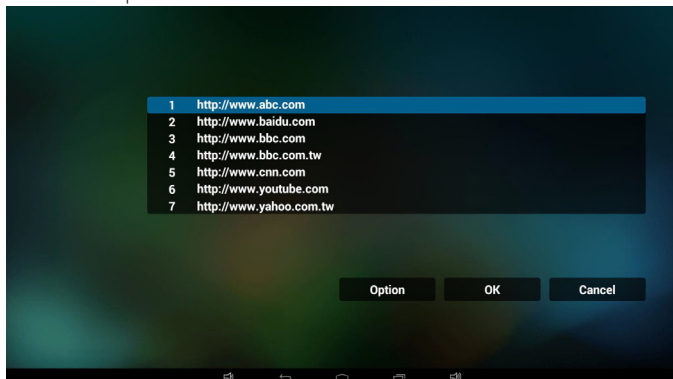 1 http://www.abc.com
2 http://www.baidu.com
3 http://www.bbc.com
4 http://www.bbc.com.tw
5 http://www.cnn.com
6 http://www.youtube.com
7 http://www.yahoo.com.tw
Option OK Cancel